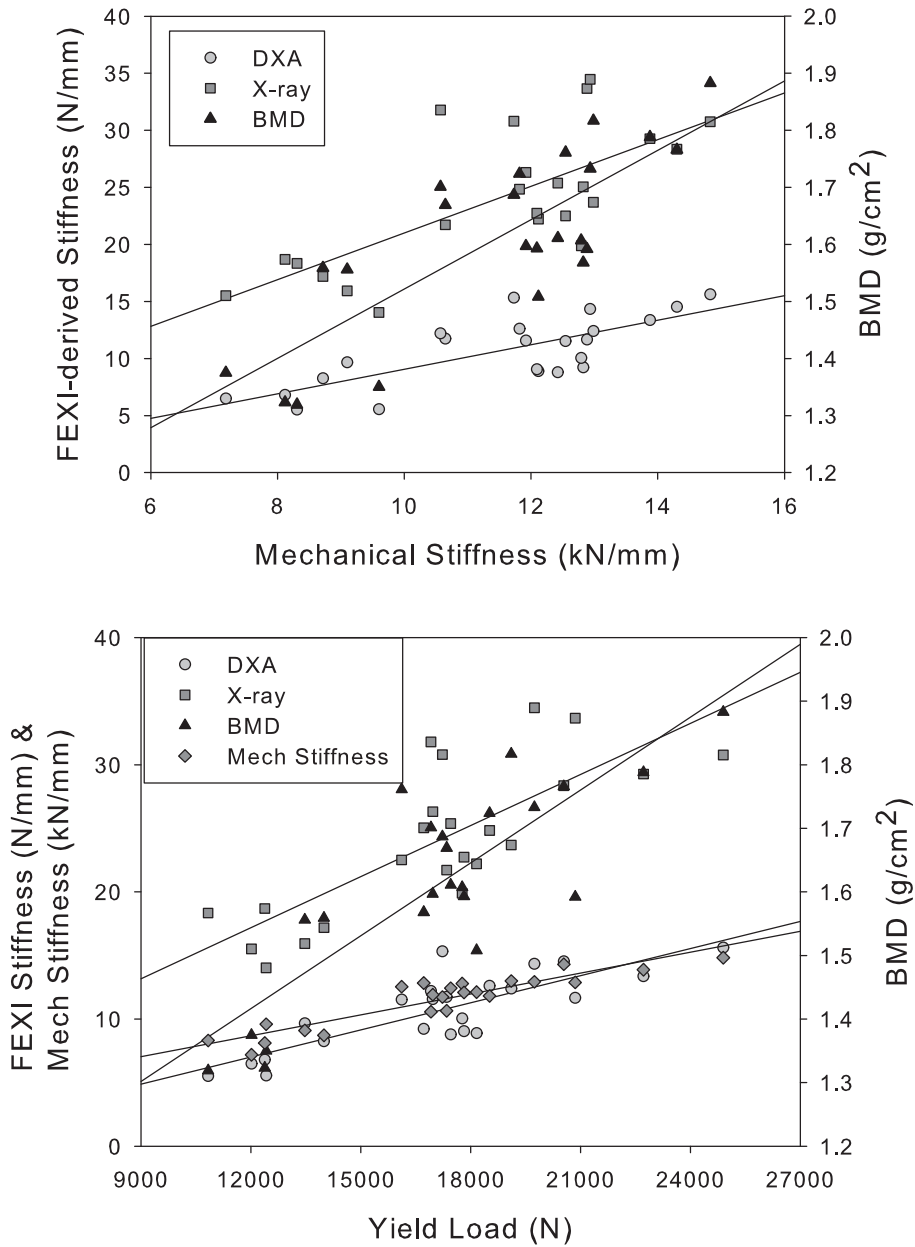 40
35
30
25
20
15
10
5
0
FEXI-derived Stiffness (N/mm)
DXA
X-ray
BMD
2.0
1.9
1.8
1.7
1.6
1.5
1.4
1.3
1.2
BMD (g/cm²)
6 8 10 12 14 16
Mechanical Stiffness (kN/mm)
40
30
20
10
0
FEXI Stiffness (N/mm) &
Mech Stiffness (kN/mm)
DXA
X-ray
BMD
Mech Stiffness
2.0
1.9
1.8
1.7
1.6
1.5
1.4
1.3
1.2
BMD (g/cm²)
9000 12000 15000 18000 21000 24000 27000
Yield Load (N)